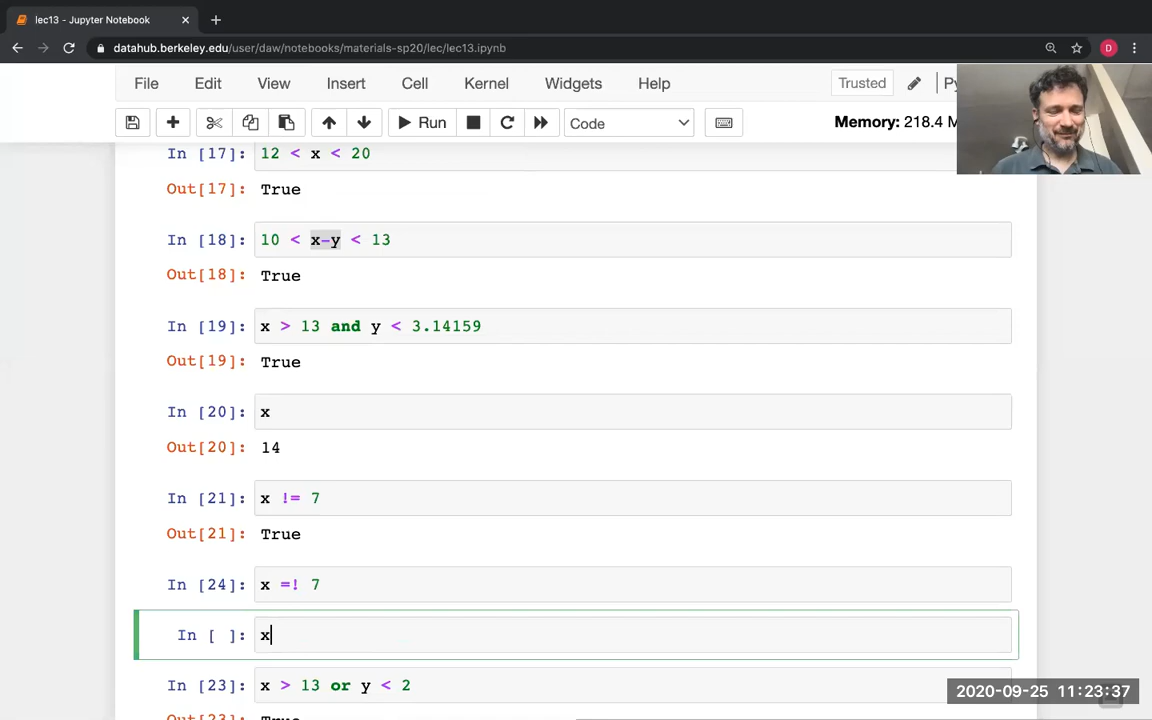 lec13 - Jupyter Notebook
datahub.berkeley.edu/user/daw/notebooks/materials-sp20/lec/lec13.ipynb
D
File Edit View Insert Cell Kernel Widgets Help Trusted
Run Code Memory: 218.4 M
In [17]: 12 < x < 20
Out[17]: True
In [18]: 10 < x-y < 13
Out[18]: True
In [19]: x > 13 and y < 3.14159
Out[19]: True
In [20]: x
Out[20]: 14
In [21]: x != 7
Out[21]: True
In [24]: x =! 7
In [ ]: x
In [23]: x > 13 or y < 2
2020-09-25 11:23:37